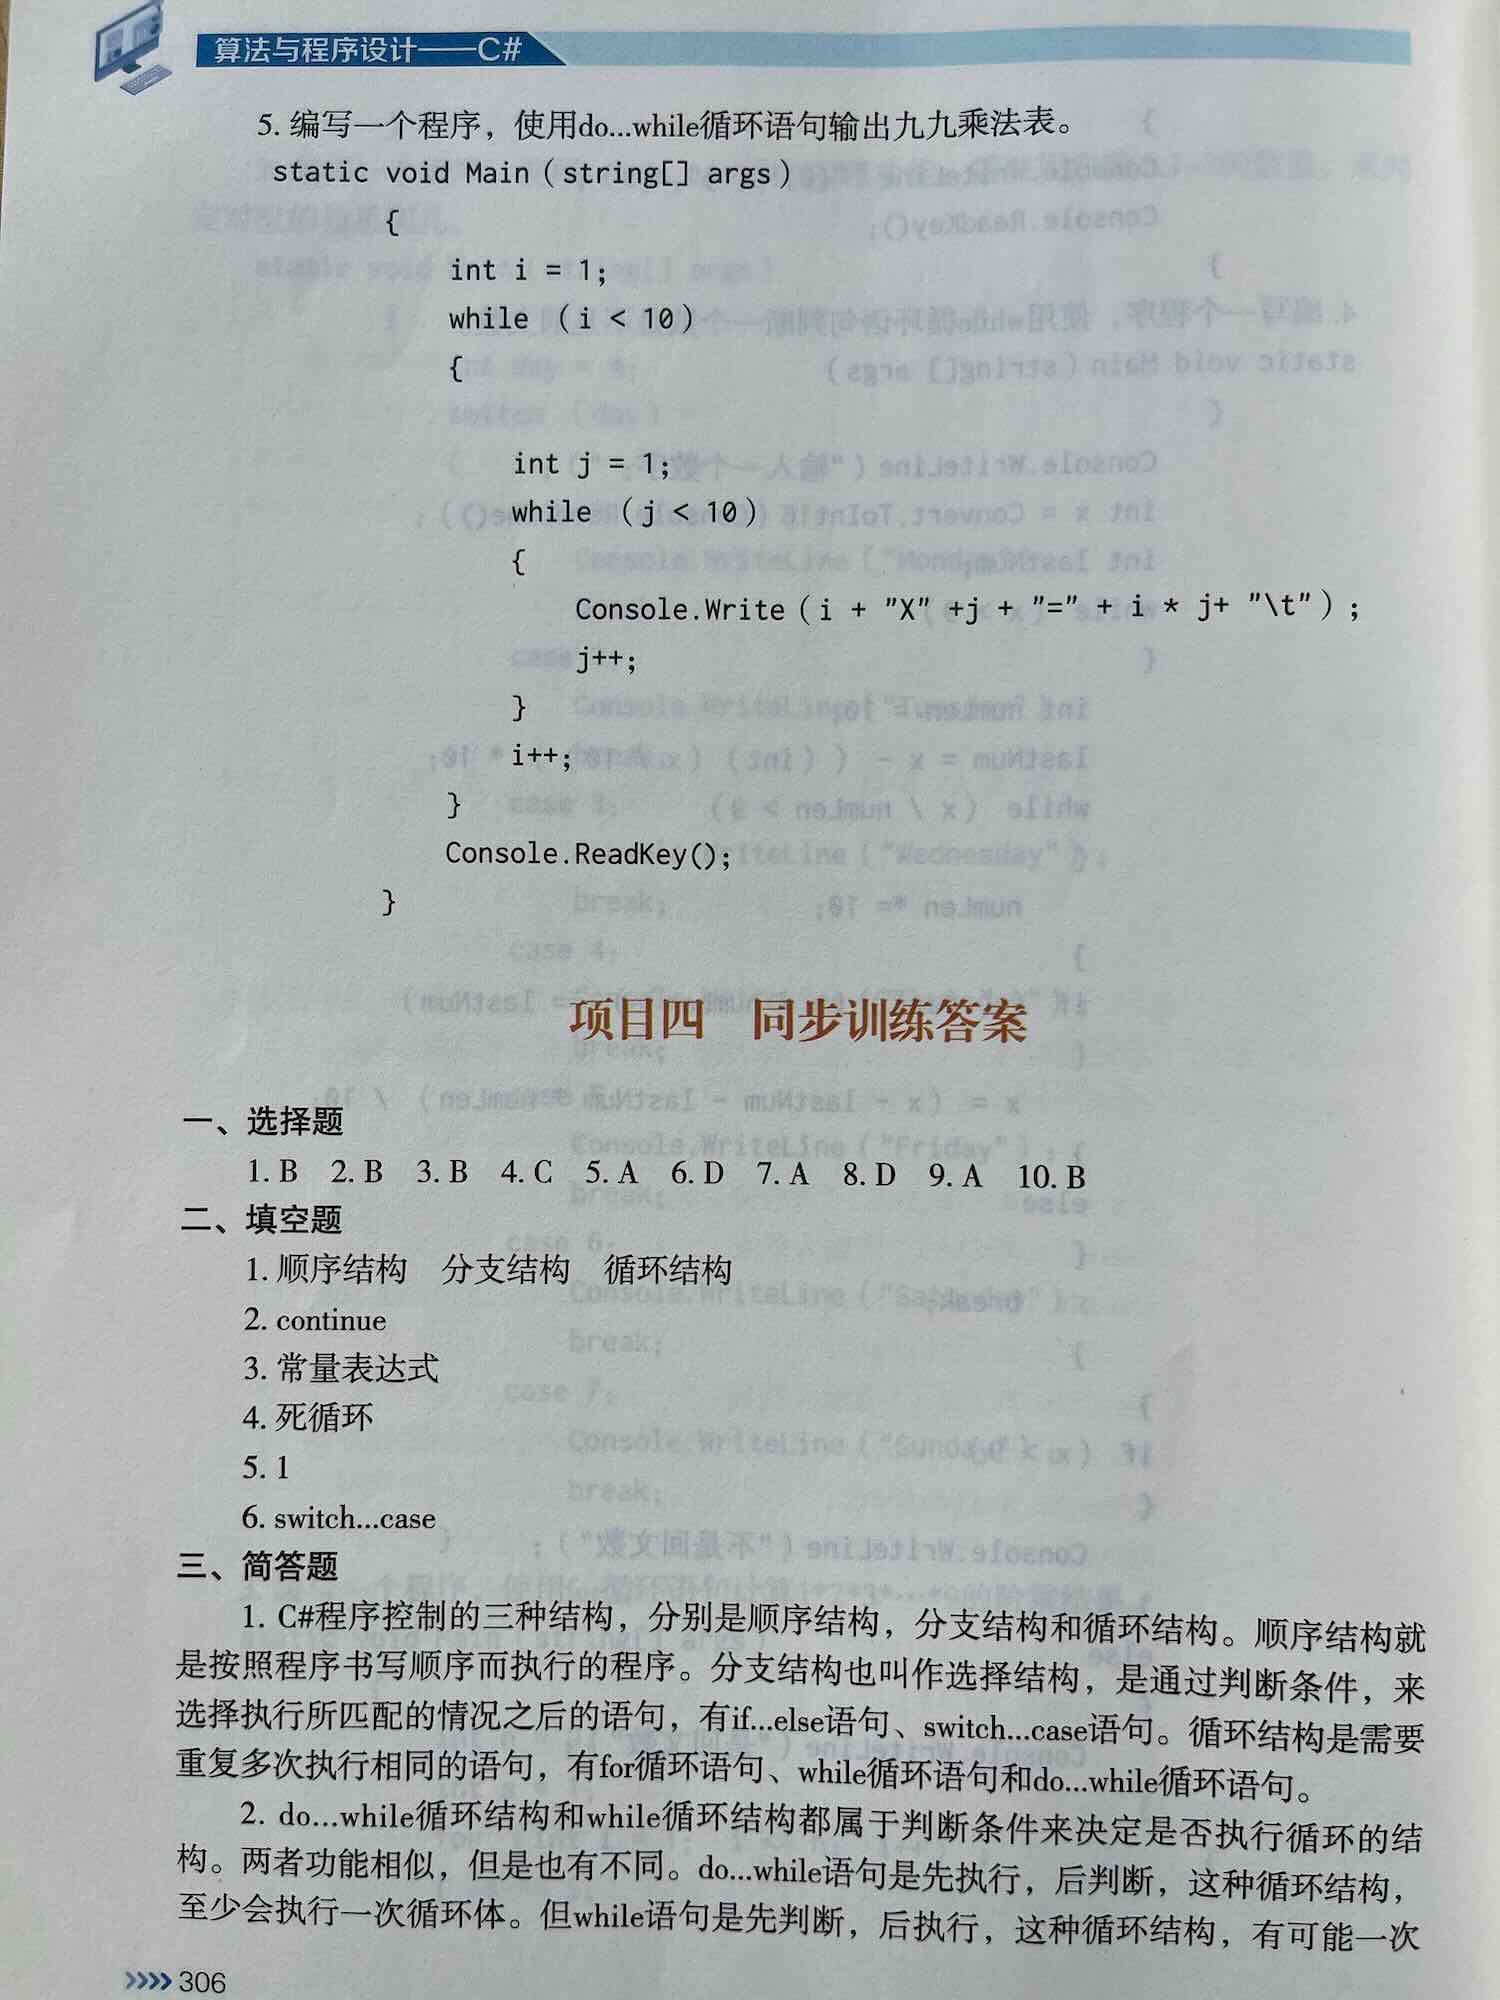 算法与程序设计——C#
5. 编写一个程序，使用do...while循环语句输出九九乘法表。
static void Main（string[] args）
{
int i = 1;
while （i < 10）
{
int j = 1;
while （j < 10）
{
Console.Write（i + "X" +j + "=" + i * j+ "\t"）;
j++;
}
i++;
}
Console.ReadKey();
}
项目四 同步训练答案
一、选择题
1. B 2. B 3. B 4. C 5. A 6. D 7. A 8. D 9. A 10. B
二、填空题
1. 顺序结构 分支结构 循环结构
2. continue
3. 常量表达式
4. 死循环
5. 1
6. switch...case
三、简答题
1. C#程序控制的三种结构，分别是顺序结构，分支结构和循环结构。顺序结构就
是按照程序书写顺序而执行的程序。分支结构也叫作选择结构，是通过判断条件，来
选择执行所匹配的情况之后的语句，有if...else语句、switch...case语句。循环结构是需要
重复多次执行相同的语句，有for循环语句、while循环语句和do...while循环语句。
2. do...while循环结构和while循环结构都属于判断条件来决定是否执行循环的结
构。两者功能相似，但是也有不同。do...while语句是先执行，后判断，这种循环结构，
至少会执行一次循环体。但while语句是先判断，后执行，这种循环结构，有可能一次
306